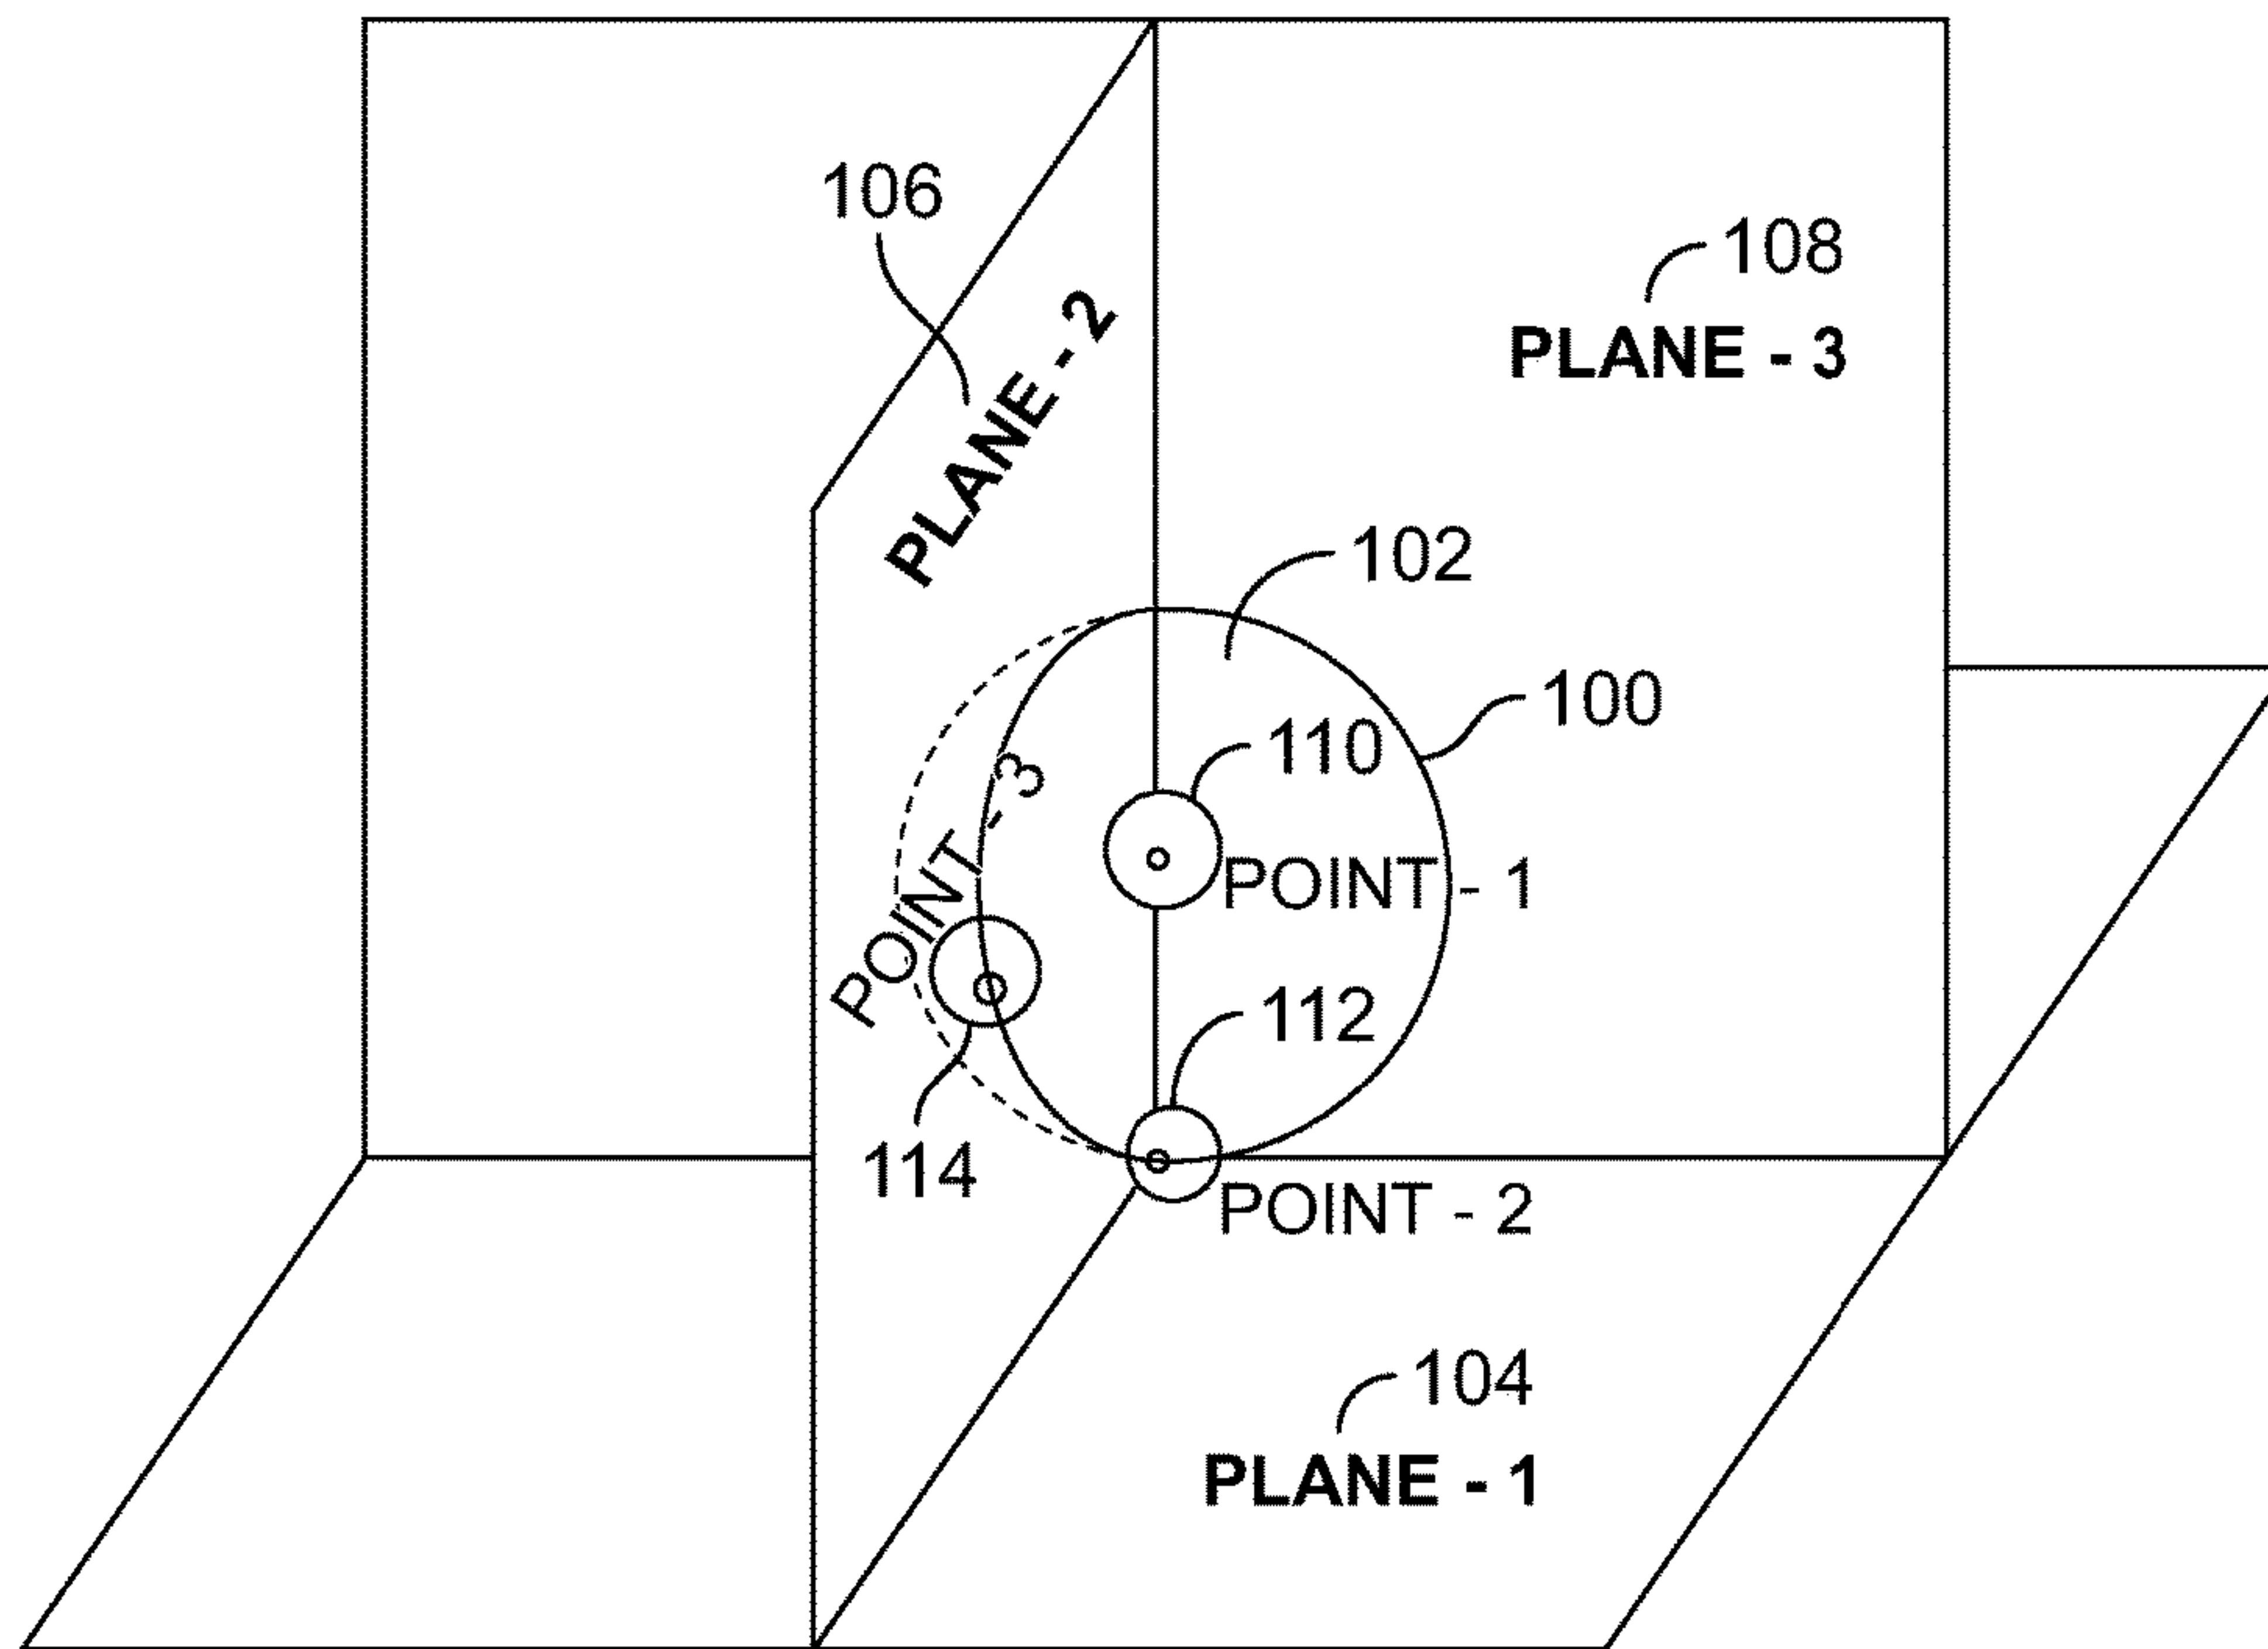 106
108
PLANE - 3
PLANE - 2
102
100
110
POINT - 3
POINT - 1
112
114
POINT - 2
104
PLANE - 1